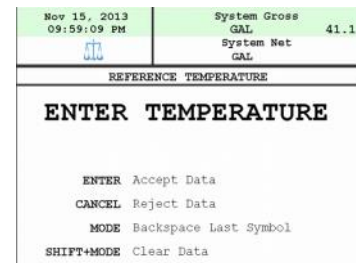 Nov 15, 2013
09:59:09 PM
System Gross
GAL 41.1
System Net
GAL
REFERENCE TEMPERATURE
ENTER TEMPERATURE
ENTER Accept Data
CANCEL Reject Data
MODE Backspace Last Symbol
SHIFT+MODE Clear Data